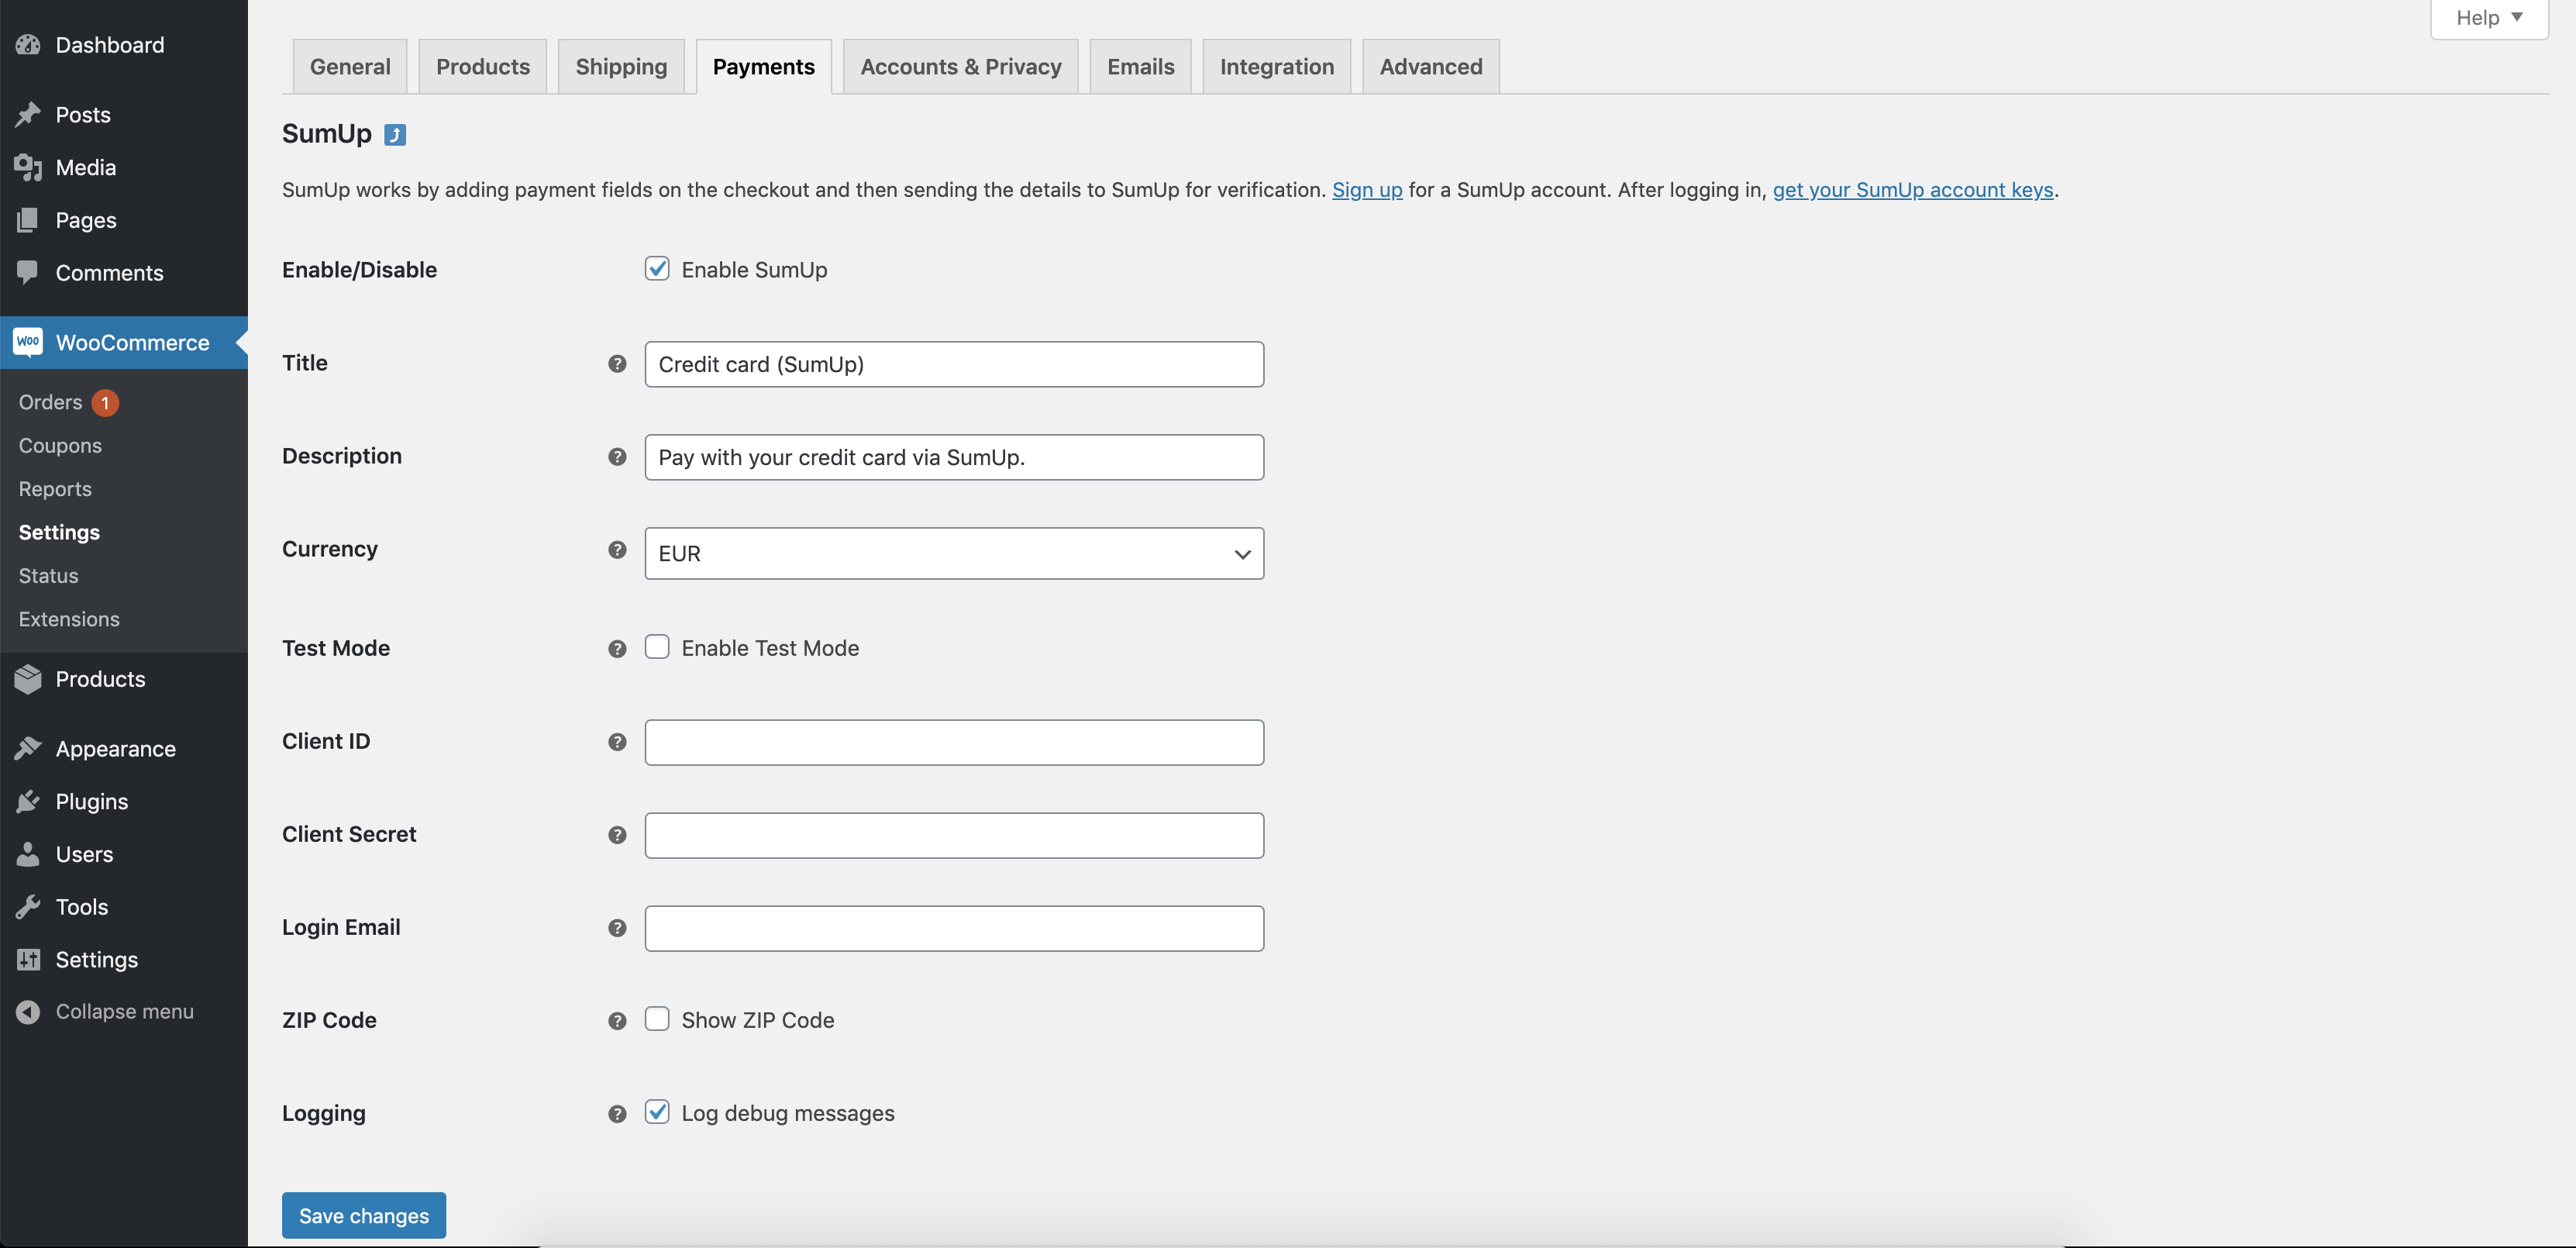 Dashboard
Posts
Media
Pages
Comments
Woo WooCommerce
Orders 1
Coupons
Reports
Settings
Status
Extensions
Products
Appearance
Plugins
Users
Tools
Settings
Collapse menu
Help
General Products Shipping Payments Accounts & Privacy Emails Integration Advanced
SumUp
SumUp works by adding payment fields on the checkout and then sending the details to SumUp for verification. Sign up for a SumUp account. After logging in, get your SumUp account keys.
Enable/Disable Enable SumUp
Title ? Credit card (SumUp)
Description ? Pay with your credit card via SumUp.
Currency ? EUR
Test Mode ? Enable Test Mode
Client ID ?
Client Secret ?
Login Email ?
ZIP Code ? Show ZIP Code
Logging ? Log debug messages
Save changes